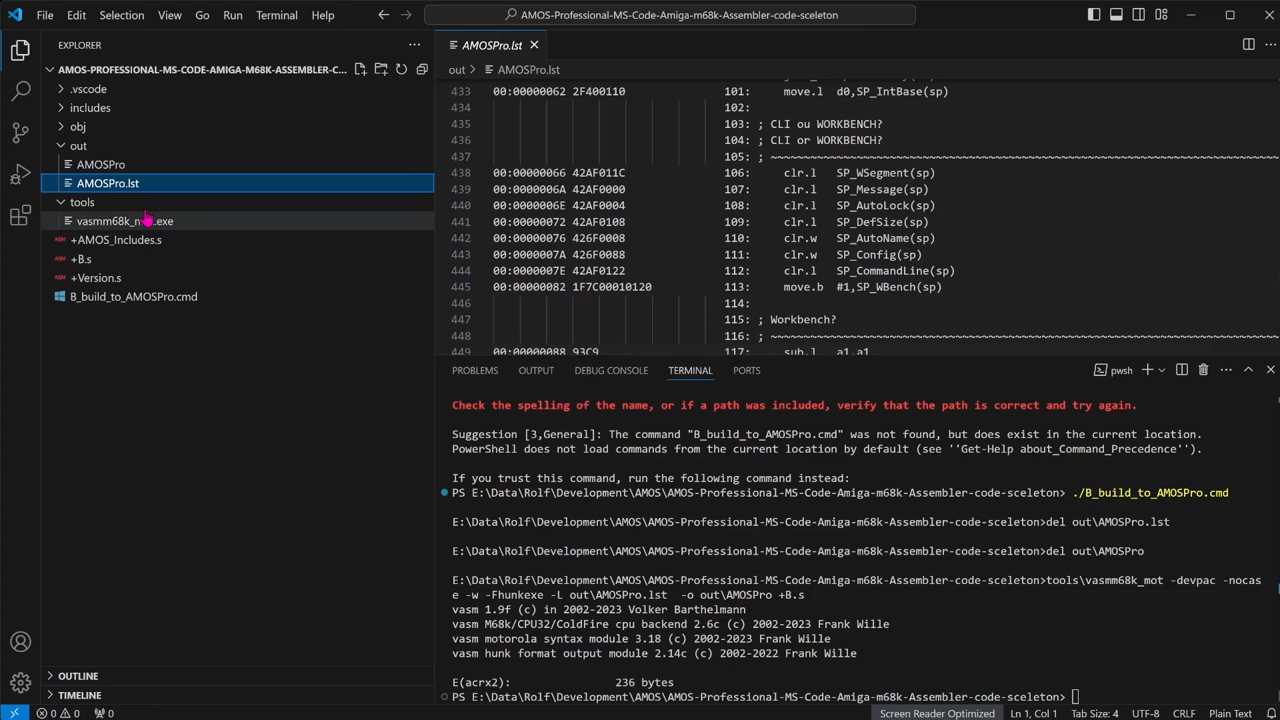 File Edit Selection View Go Run Terminal Help
AMOS-Professional-MS-Code-Amiga-m68k-Assembler-code-sceleton
EXPLORER
AMOS-PROFESSIONAL-MS-CODE-AMIGA-M68K-ASSEMBLER-C...
.vscode
includes
obj
out
AMOSPro
AMOSPro.lst
tools
.exe
+AMOS_Includes.s
+B.s
+Version.s
B_build_to_AMOSPro.cmd
OUTLINE
TIMELINE
AMOSPro.lst
out > AMOSPro.lst
433 00:00000062 2F400110 101: move.l d0,SP_IntBase(sp)
434 102:
435 103: ; CLI ou WORKBENCH?
436 104: ; CLI or WORKBENCH?
437 105: ; ~~~~~~~~~~~~~~~~~~~~~~~~~~~~~~~~~~~~~~~~~~~~~~~~~~~~~~~~~~~~~~~~~~~~~~~~~~
438 00:00000066 42AF011C 106: clr.l SP_WSegment(sp)
439 00:0000006A 42AF0000 107: clr.l SP_Message(sp)
440 00:0000006E 42AF0004 108: clr.l SP_AutoLock(sp)
441 00:00000072 42AF0108 109: clr.l SP_DefSize(sp)
442 00:00000076 426F0008 110: clr.w SP_AutoName(sp)
443 00:0000007A 426F0088 111: clr.w SP_Config(sp)
444 00:0000007E 42AF0122 112: clr.l SP_CommandLine(sp)
445 00:00000082 1F7C00010120 113: move.b #1,SP_WBench(sp)
446 114:
447 115: ; Workbench?
448 116: ; ~~~~~~~~~~~~~~~~~~~~~~~~~~~~~~~~~~~~~~~~~~~~~~~~~~~~~~~~~~~~~~~~~~~~~~~~~~
449 00:00000088 93C9 117: sub.l a1,a1
PROBLEMS OUTPUT DEBUG CONSOLE TERMINAL PORTS
pwsh
Check the spelling of the name, or if a path was included, verify that the path is correct and try again.
Suggestion [3,General]: The command "B_build_to_AMOSPro.cmd" was not found, but does exist in the current location.
PowerShell does not load commands from the current location by default (see ''Get-Help about_Command_Precedence'').
If you trust this command, run the following command instead:
PS E:\Data\Rolf\Development\AMOS\AMOS-Professional-MS-Code-Amiga-m68k-Assembler-code-sceleton> ./B_build_to_AMOSPro.cmd
E:\Data\Rolf\Development\AMOS\AMOS-Professional-MS-Code-Amiga-m68k-Assembler-code-sceleton>del out\AMOSPro.lst
E:\Data\Rolf\Development\AMOS\AMOS-Professional-MS-Code-Amiga-m68k-Assembler-code-sceleton>del out\AMOSPro
E:\Data\Rolf\Development\AMOS\AMOS-Professional-MS-Code-Amiga-m68k-Assembler-code-sceleton>tools\vasmm68k_mot -devpac -nocas
e -w -Fhunkexe -L out\AMOSPro.lst -o out\AMOSPro +B.s
vasm 1.9f (c) in 2002-2023 Volker Barthelmann
vasm M68k/CPU32/ColdFire cpu backend 2.6c (c) 2002-2023 Frank Wille
vasm motorola syntax module 3.18 (c) 2002-2023 Frank Wille
vasm hunk format output module 2.14c (c) 2002-2022 Frank Wille
E(acrx2): 236 bytes
PS E:\Data\Rolf\Development\AMOS\AMOS-Professional-MS-Code-Amiga-m68k-Assembler-code-sceleton>
0 0 0 Screen Reader Optimized Ln 1, Col 1 Tab Size: 4 UTF-8 CRLF Plain Text